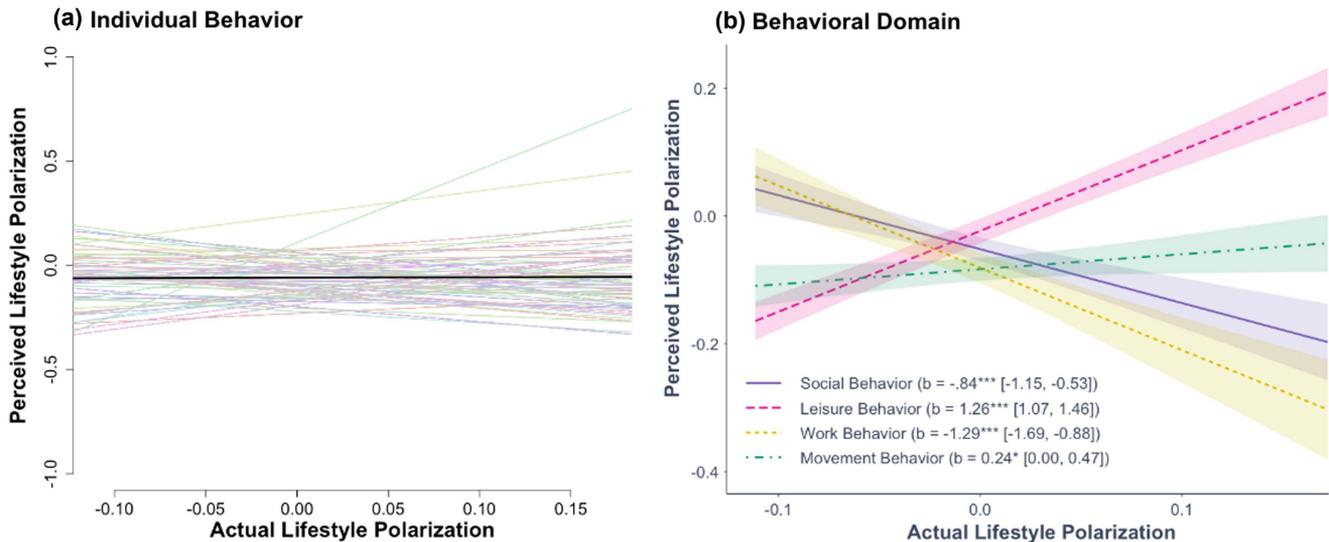 (a) Individual Behavior
1.0
0.5
0.0
-0.5
-1.0
Perceived Lifestyle Polarization
-0.10 -0.05 0.00 0.05 0.10 0.15
Actual Lifestyle Polarization
(b) Behavioral Domain
0.2
0.0
-0.2
-0.4
Perceived Lifestyle Polarization
Social Behavior (b = -.84*** [-1.15, -0.53])
Leisure Behavior (b = 1.26*** [1.07, 1.46])
Work Behavior (b = -1.29*** [-1.69, -0.88])
Movement Behavior (b = 0.24* [0.00, 0.47])
-0.1 0.0 0.1
Actual Lifestyle Polarization